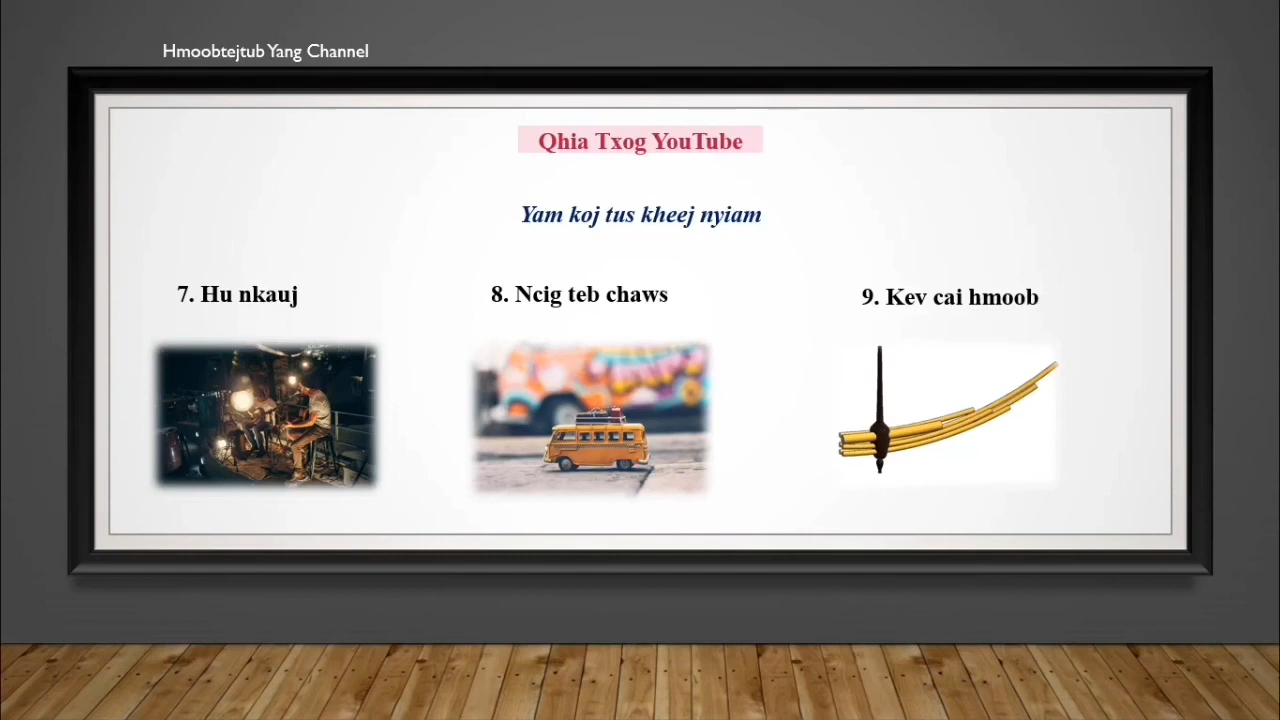 Hmoobtejtub Yang Channel
Qhia Txog YouTube
Yam koj tus kheej nyiam
7. Hu nkauj
8. Ncig teb chaws
9. Kev cai hmoob